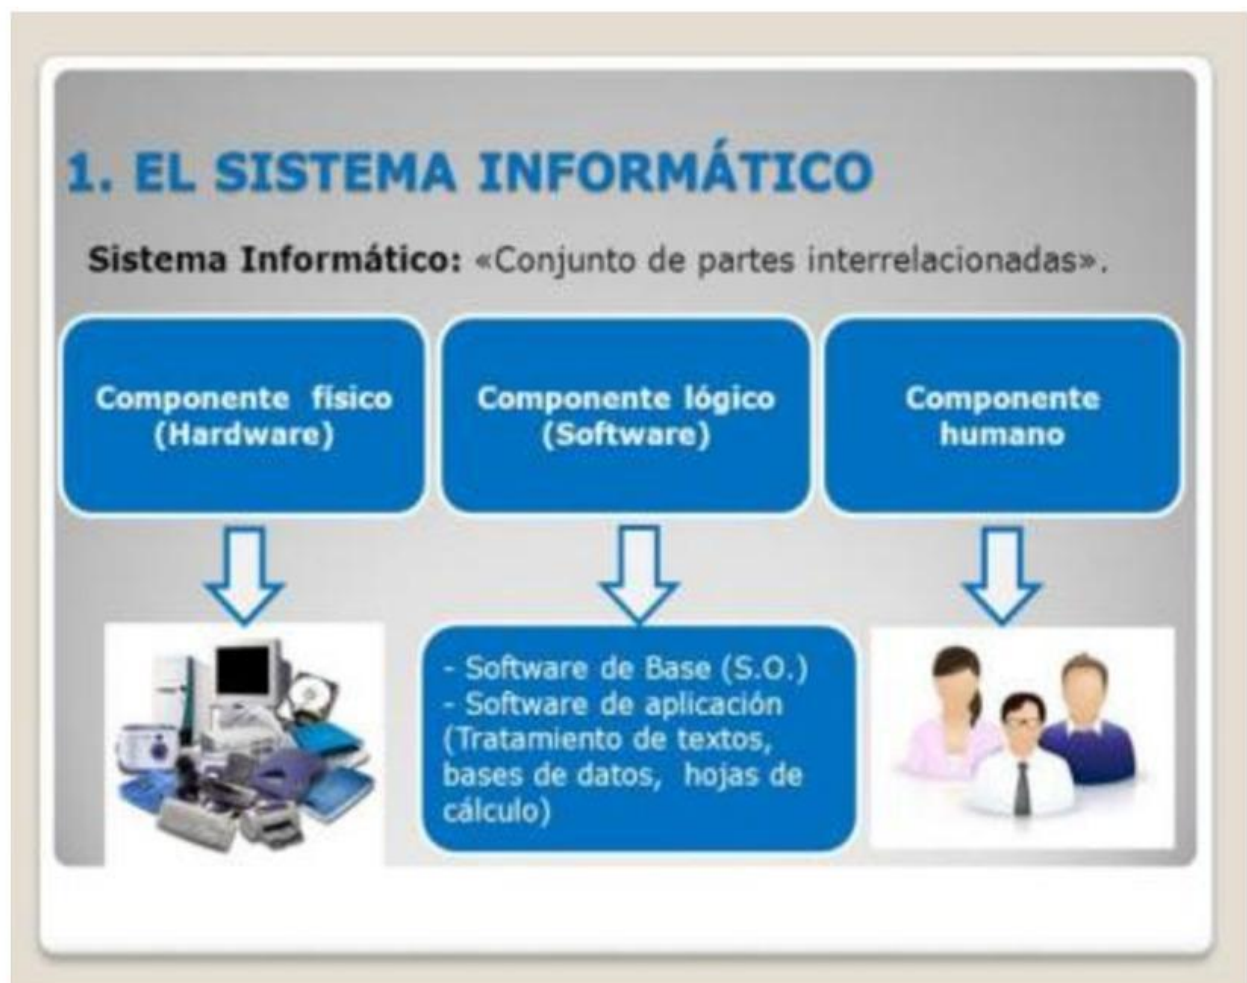 1. EL SISTEMA INFORMÁTICO
Sistema Informático: «Conjunto de partes interrelacionadas».
Componente físico
(Hardware)
Componente lógico
(Software)
Componente
humano
- Software de Base (S.O.)
- Software de aplicación
(Tratamiento de textos,
bases de datos, hojas de
cálculo)